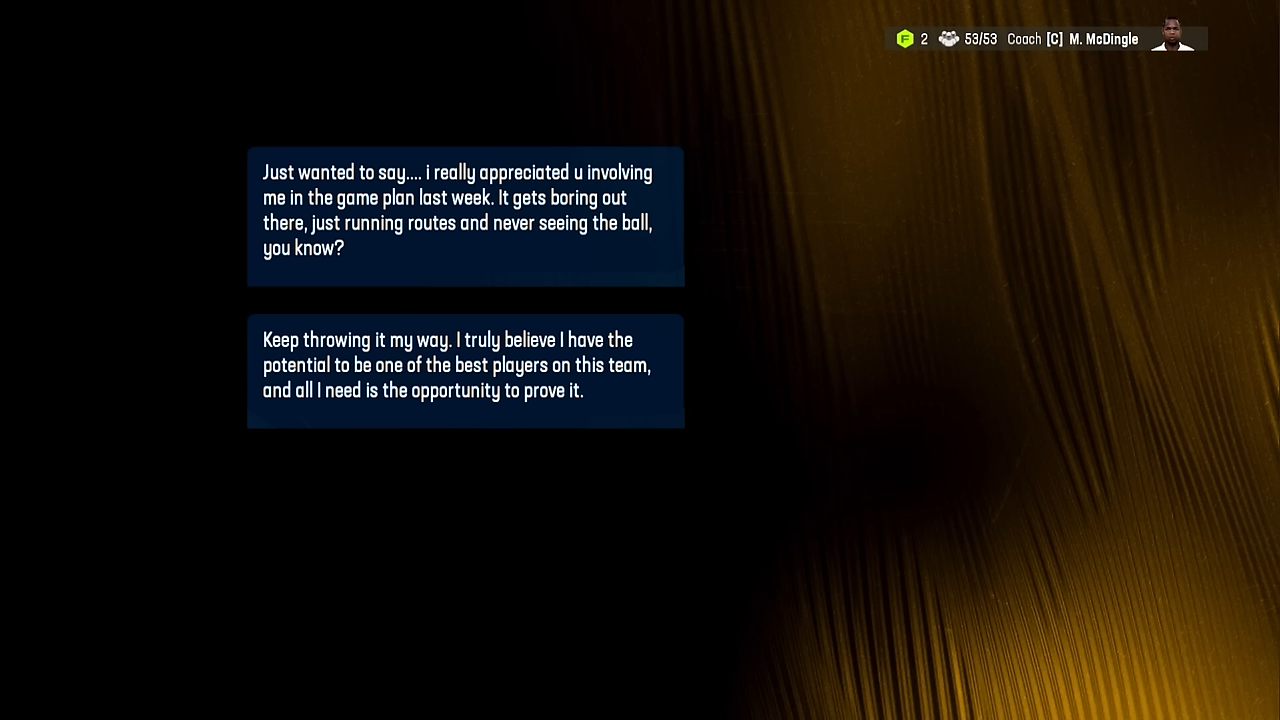 F 2 53/53 Coach [C] M. McDingle
Just wanted to say.... i really appreciated u involving
me in the game plan last week. It gets boring out
there, just running routes and never seeing the ball,
you know?
Keep throwing it my way. I truly believe I have the
potential to be one of the best players on this team,
and all I need is the opportunity to prove it.